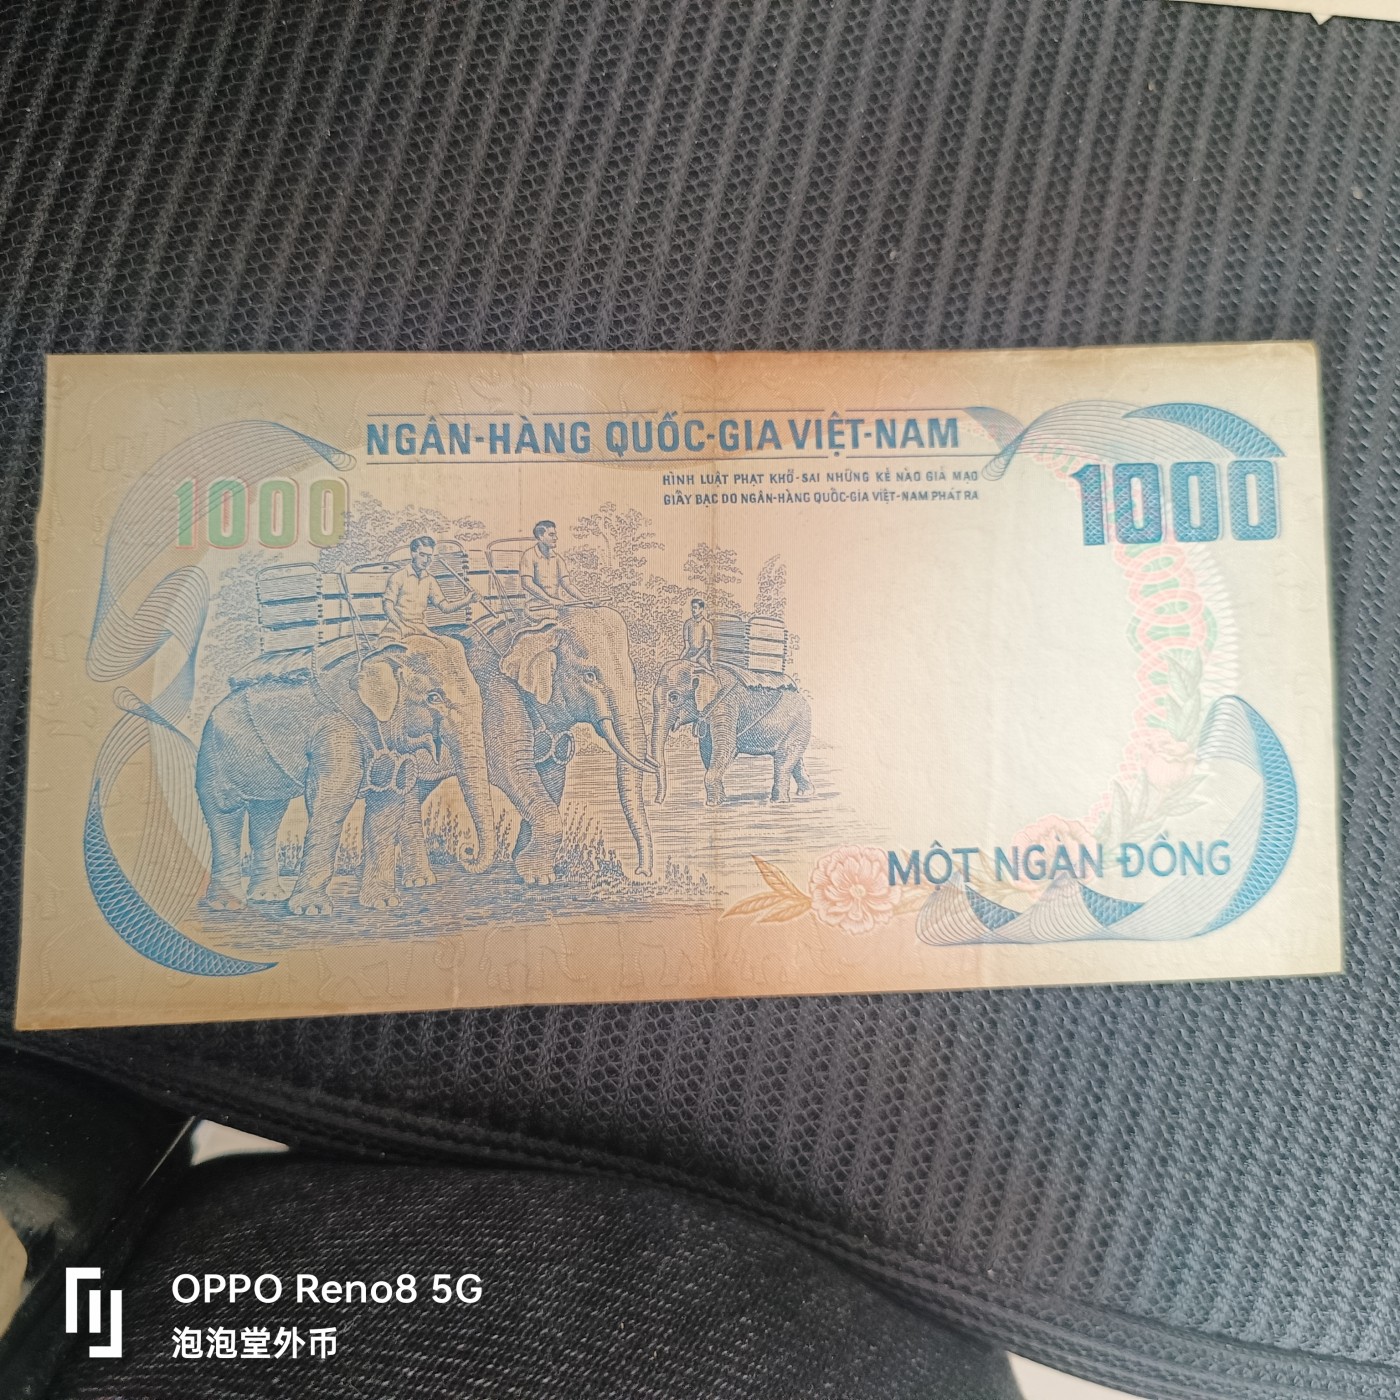 NGÂN-HÀNG QUỐC-GIA VIỆT-NAM
HÌNH LUẬT PHẠT KHỔ-SAI NHỮNG KẺ NÀO GIẢ MẠO
GIẤY BẠC DO NGÂN-HÀNG QUỐC-GIA VIỆT-NAM PHÁT RA
1000
1000
MỘT NGÀN ĐỒNG
OPPO Reno8 5G
泡泡堂外币